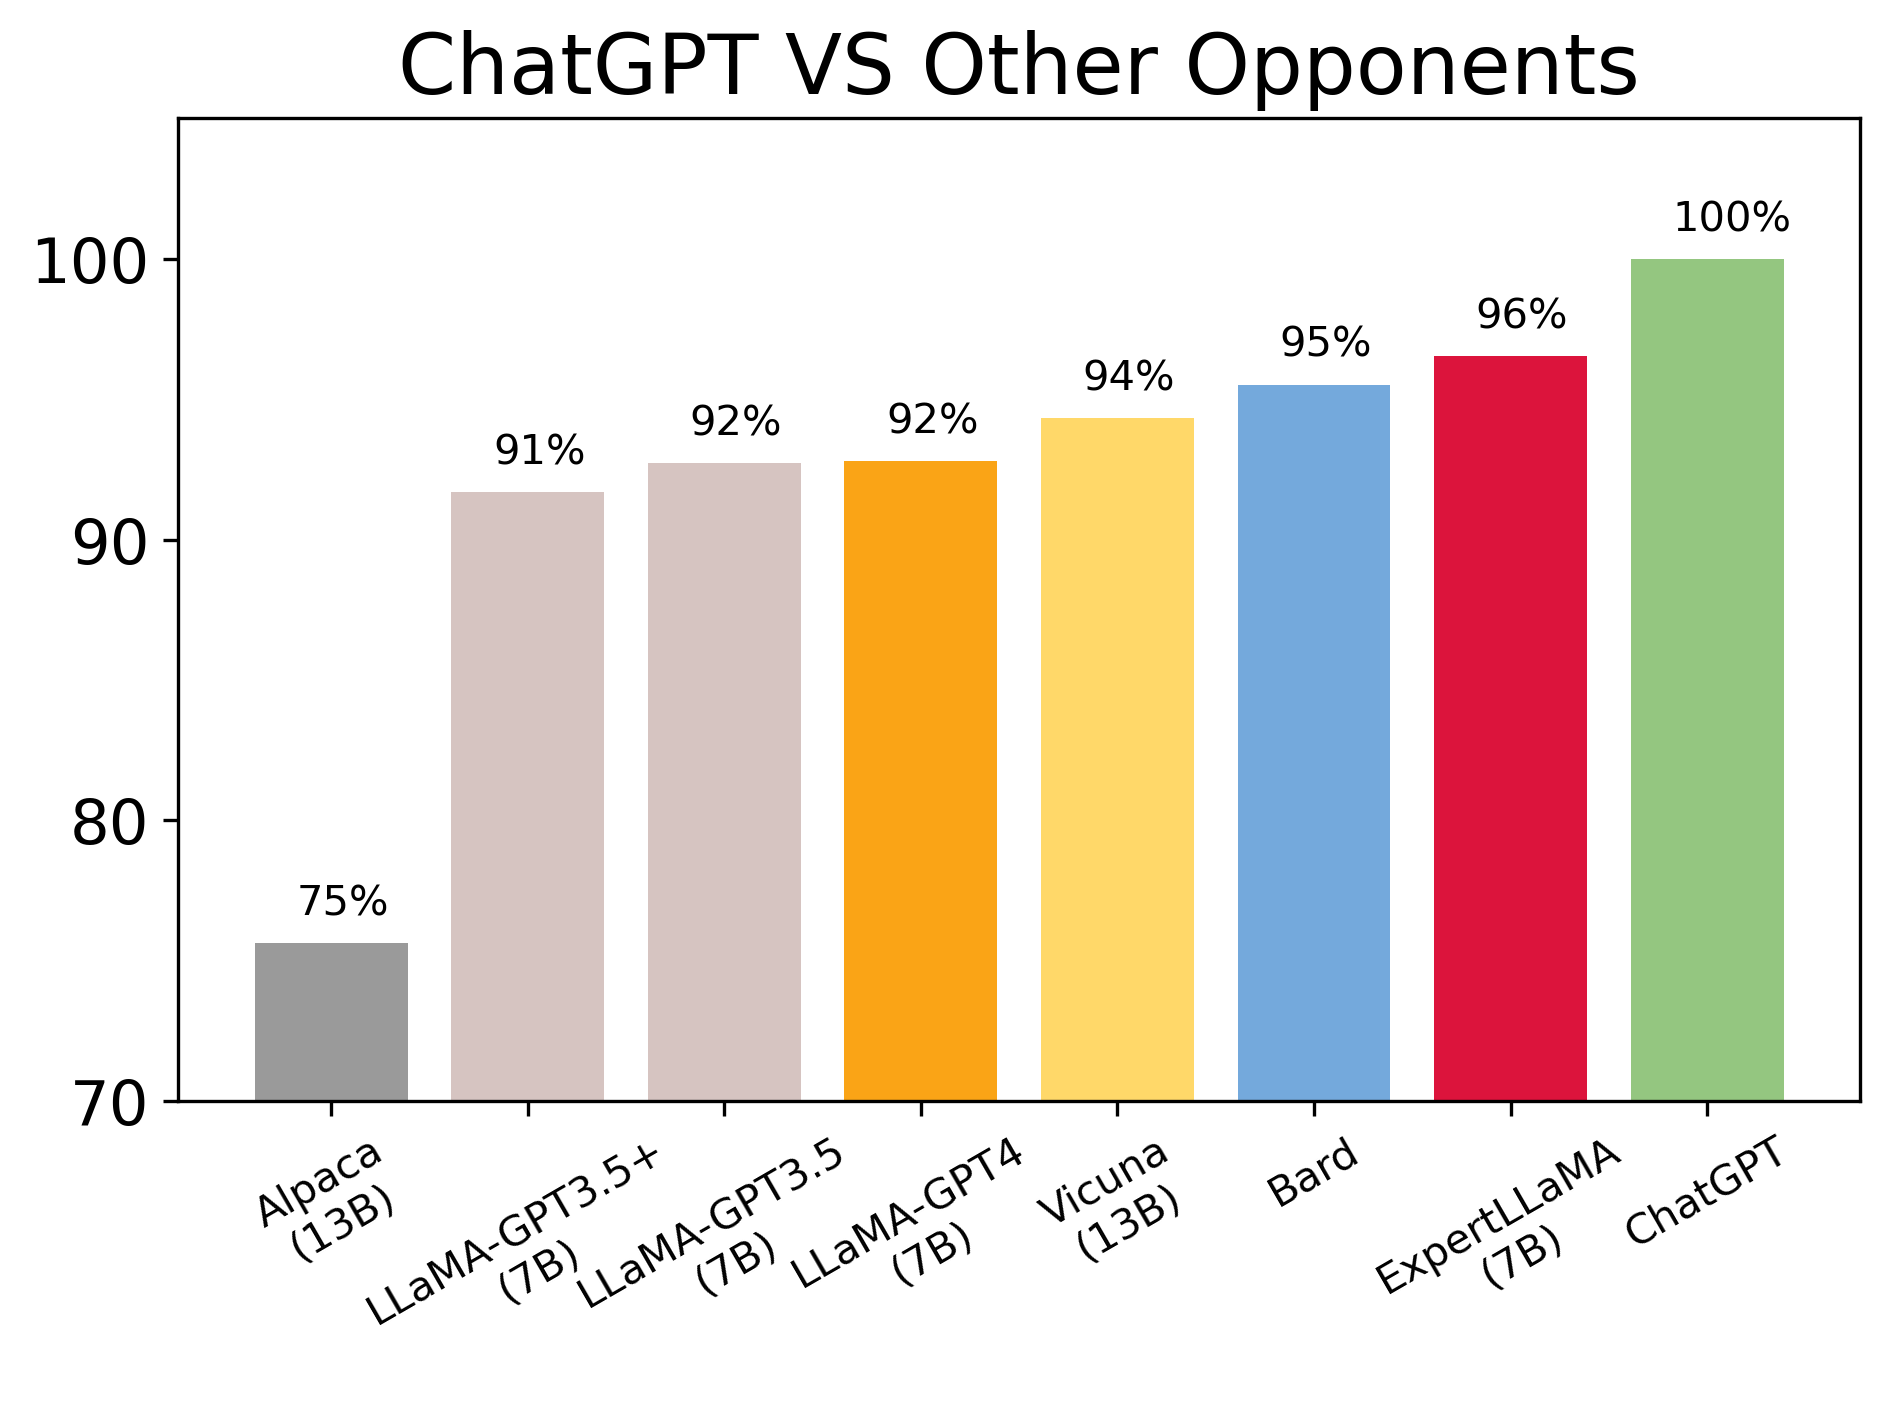 ChatGPT VS Other Opponents
100
90
80
70
75%
91%
92%
92%
94%
95%
96%
100%
Alpaca
(13B)
LLaMA-GPT3.5+
(7B)
LLaMA-GPT3.5
(7B)
LLaMA-GPT4
(7B)
Vicuna
(13B)
Bard
ExpertLLaMA
(7B)
ChatGPT